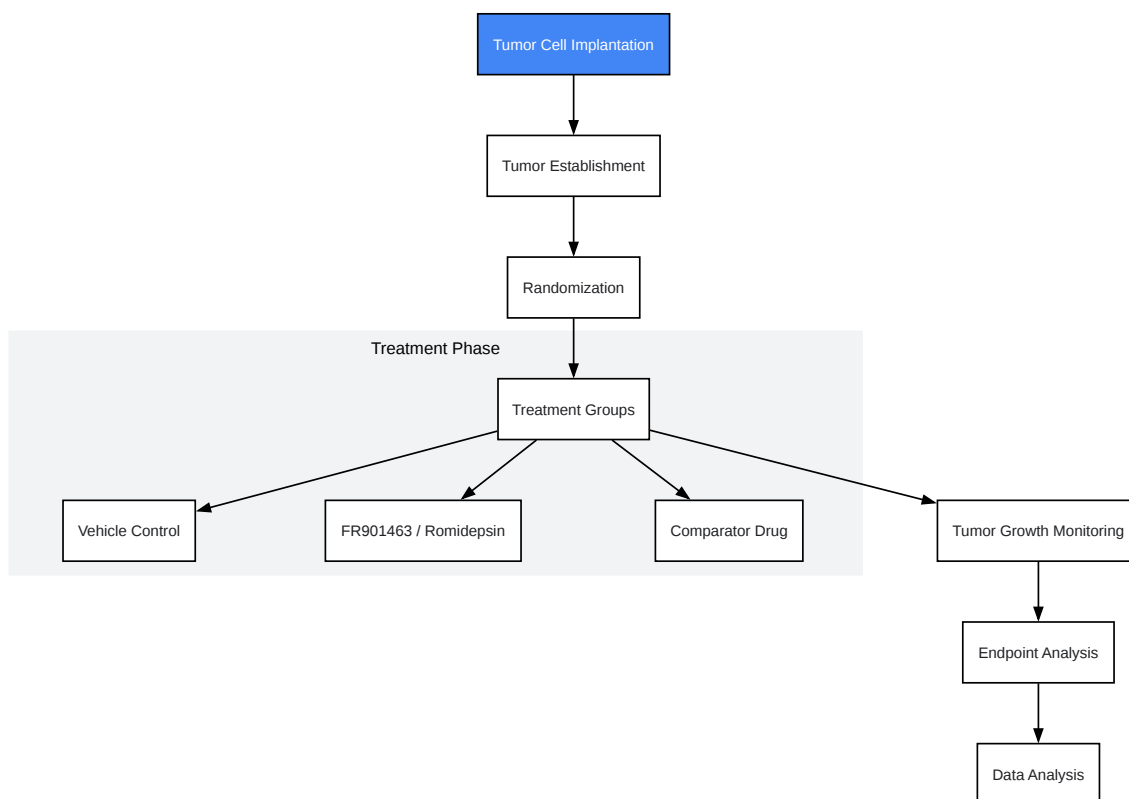 Tumor Cell Implantation
Tumor Establishment
Randomization
Treatment Phase
Treatment Groups
Vehicle Control
FR901463 / Romidepsin
Comparator Drug
Tumor Growth Monitoring
Endpoint Analysis
Data Analysis